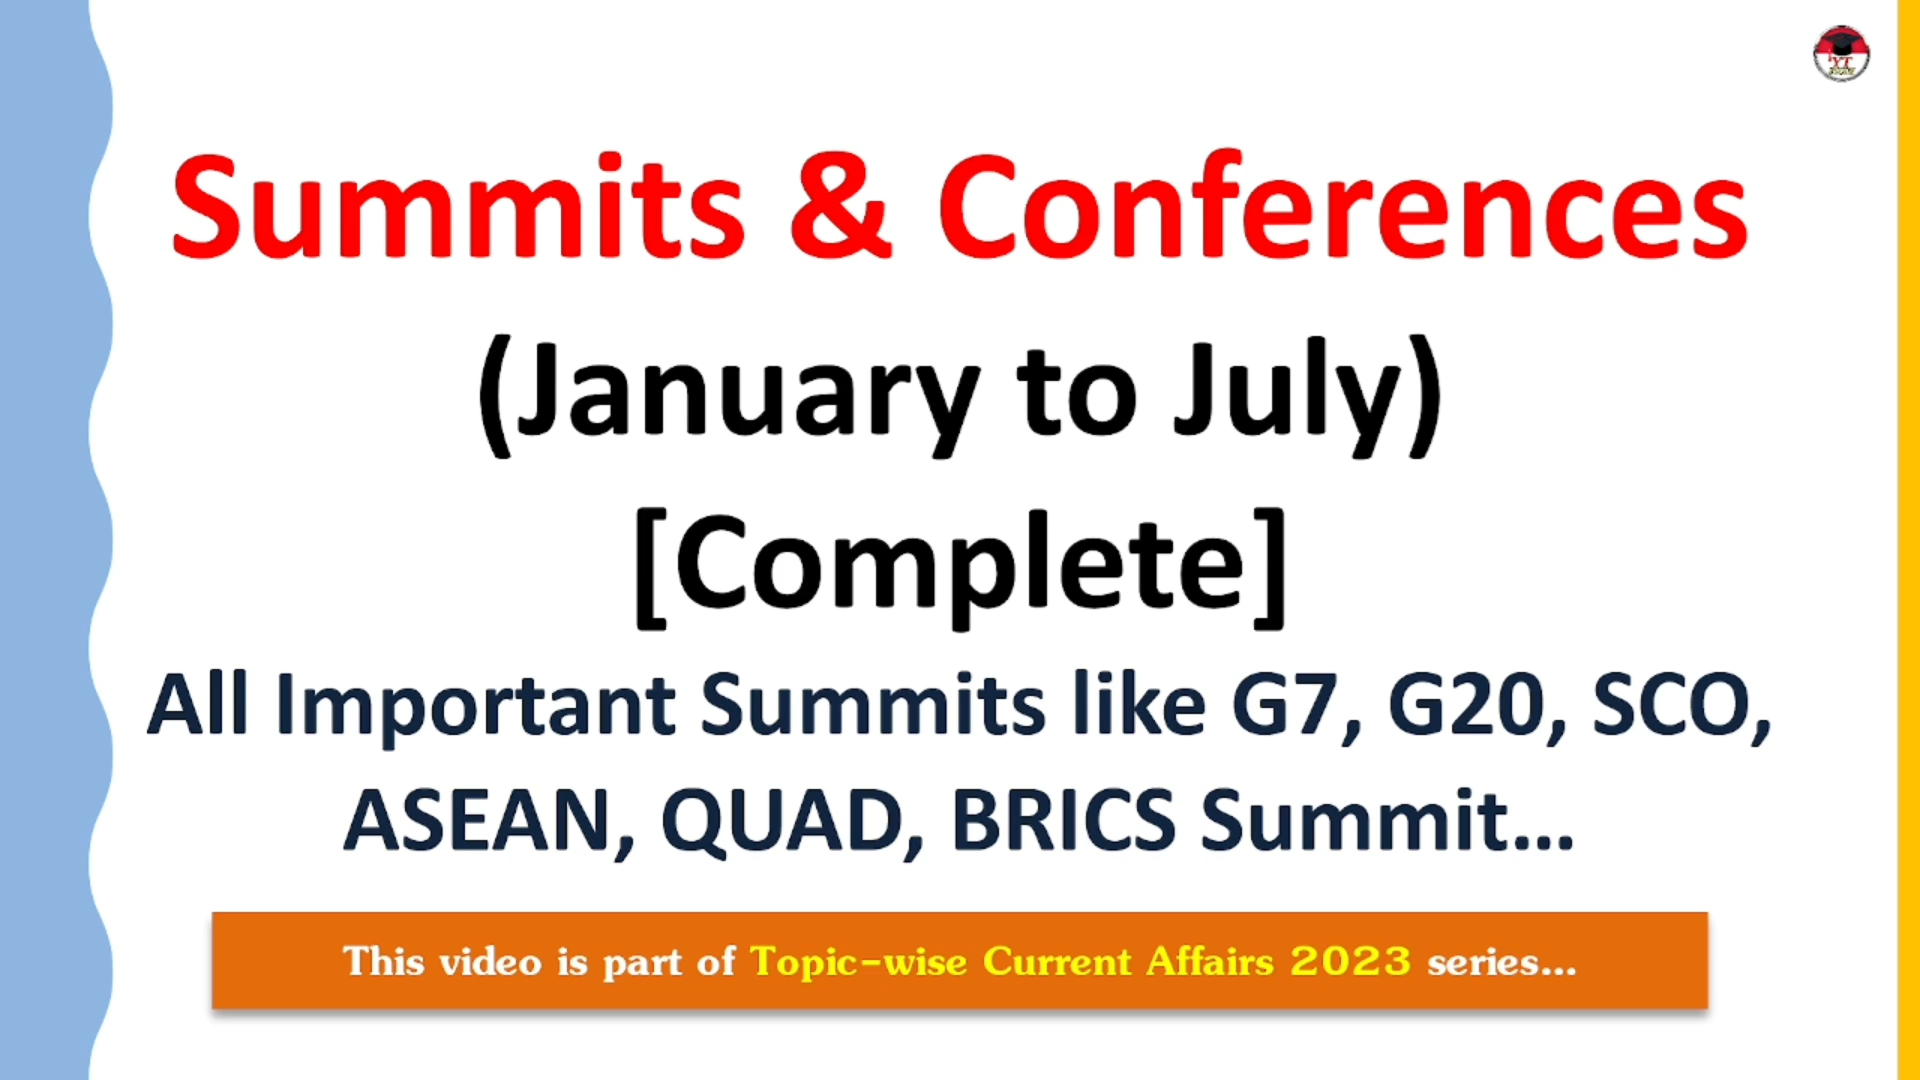 Summits & Conferences
(January to July)
[Complete]
All Important Summits like G7, G20, SCO,
ASEAN, QUAD, BRICS Summit...
This video is part of Topic-wise Current Affairs 2023 series...